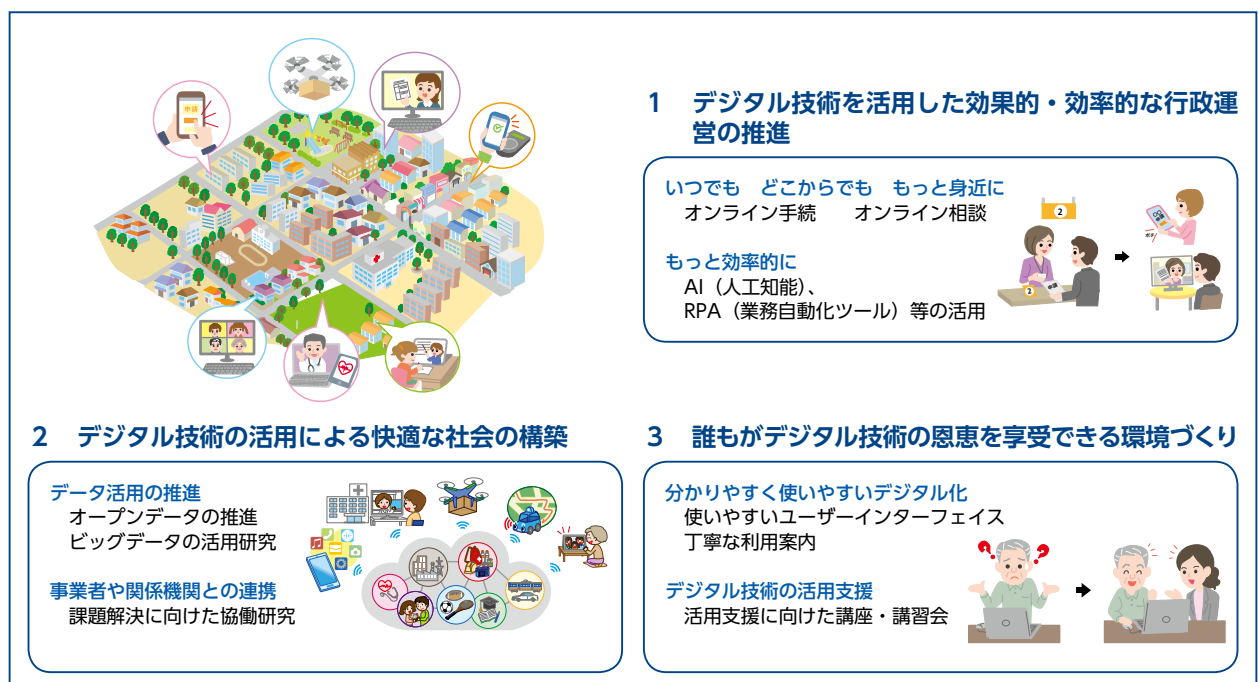 申請
1 デジタル技術を活用した効果的・効率的な行政運
営の推進
いつでも どこからでも もっと身近に
オンライン手続 オンライン相談
もっと効率的に
AI（人工知能）、
RPA（業務自動化ツール）等の活用
2
2
ポチ
2 デジタル技術の活用による快適な社会の構築
データ活用の推進
オープンデータの推進
ビッグデータの活用研究
事業者や関係機関との連携
課題解決に向けた協働研究
3 誰もがデジタル技術の恩恵を享受できる環境づくり
分かりやすく使いやすいデジタル化
使いやすいユーザーインターフェイス
丁寧な利用案内
デジタル技術の活用支援
活用支援に向けた講座・講習会